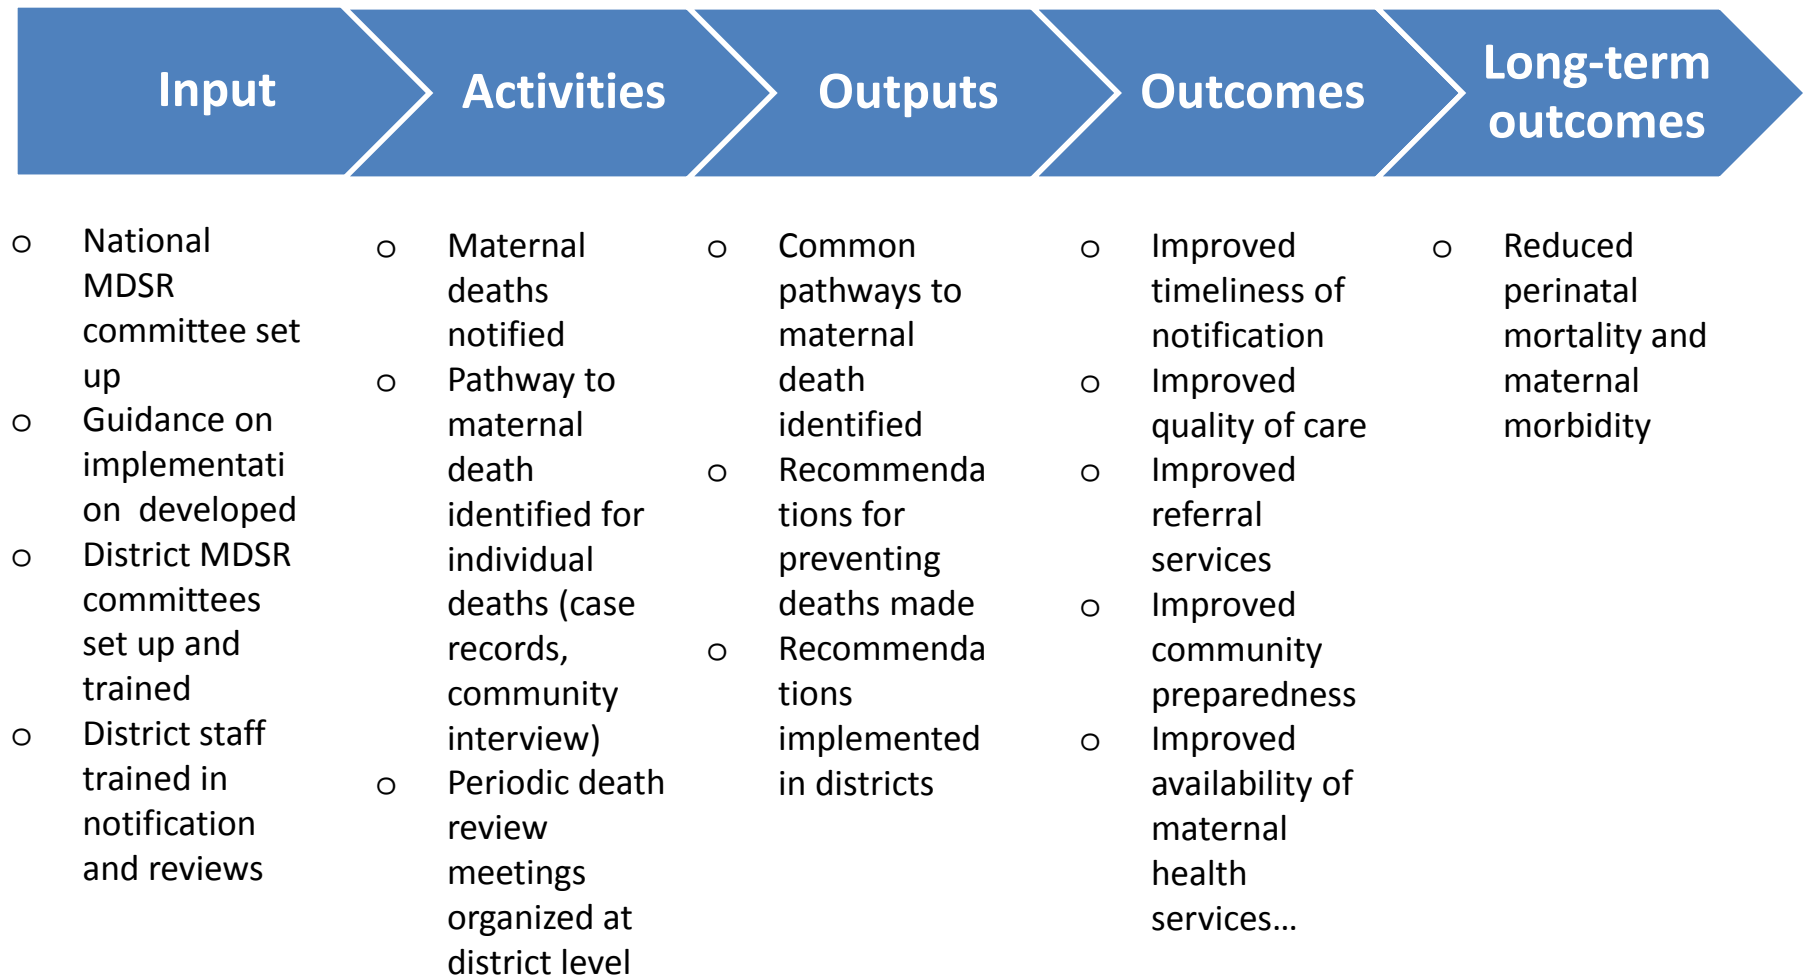 Input
Activities
Outputs
Outcomes
Long-term
outcomes
o National
MDSR
committee set
up
o Guidance on
implementati
on developed
o District MDSR
committees
set up and
trained
o District staff
trained in
notification
and reviews
o Maternal
deaths
notified
o Pathway to
maternal
death
identified for
individual
deaths (case
records,
community
interview)
o Periodic death
review
meetings
organized at
district level
o Common
pathways to
maternal
death
identified
o Recommenda
tions for
preventing
deaths made
o Recommenda
tions
implemented
in districts
o Improved
timeliness of
notification
o Improved
quality of care
o Improved
referral
services
o Improved
community
preparedness
o Improved
availability of
maternal
health
services...
o Reduced
perinatal
mortality and
maternal
morbidity